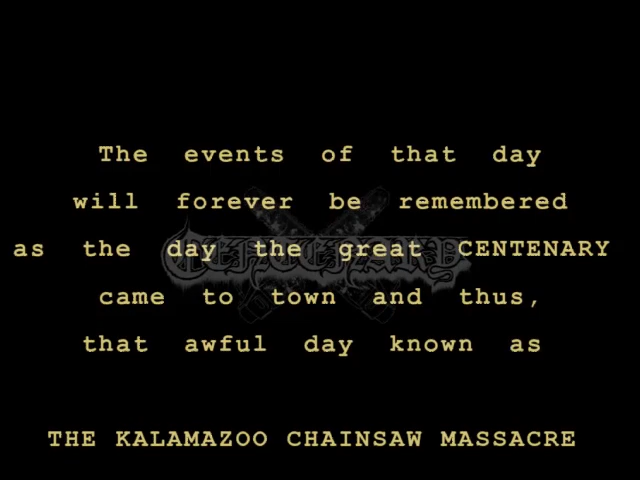 The events of that day
will forever be remembered
as the day the great CENTENARY
came to town and thus,
that awful day known as
THE KALAMAZOO CHAINSAW MASSACRE
CENTENARY